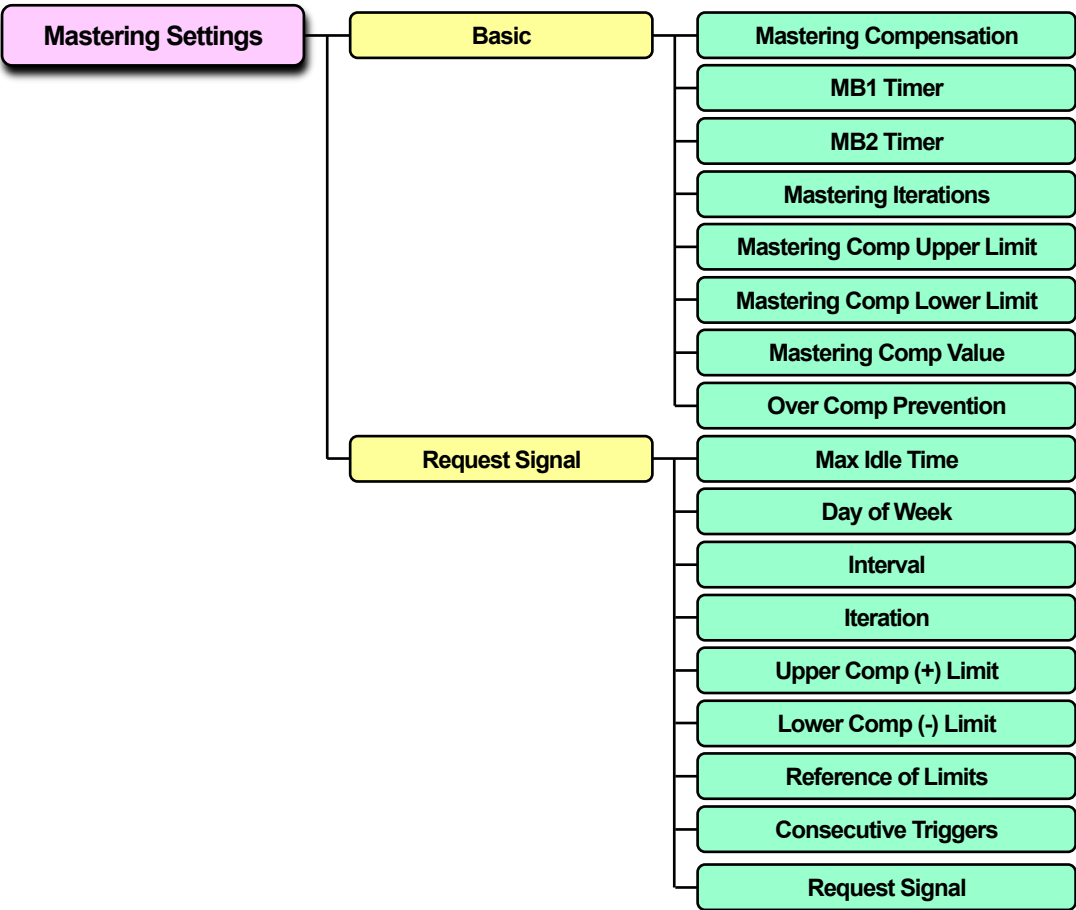 Mastering Settings
Basic
Mastering Compensation
MB1 Timer
MB2 Timer
Mastering Iterations
Mastering Comp Upper Limit
Mastering Comp Lower Limit
Mastering Comp Value
Over Comp Prevention
Request Signal
Max Idle Time
Day of Week
Interval
Iteration
Upper Comp (+) Limit
Lower Comp (-) Limit
Reference of Limits
Consecutive Triggers
Request Signal